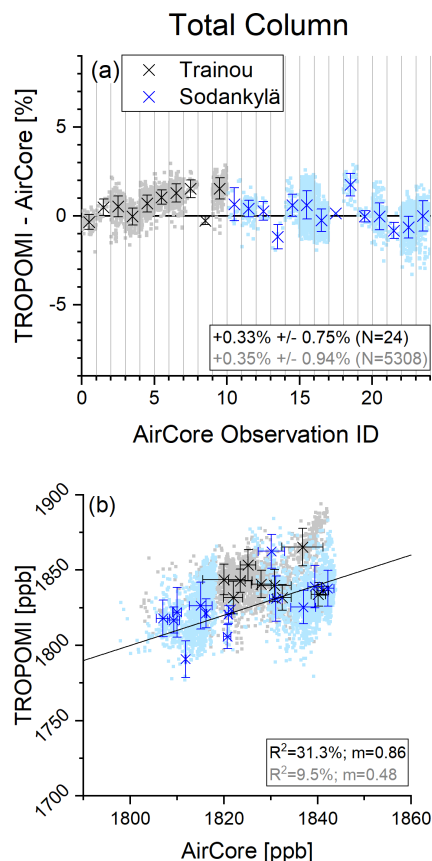 Total Column
(a)
Trainou
Sodankylä
TROPOMI - AirCore [%]
5
0
-5
+0.33% +/- 0.75% (N=24)
+0.35% +/- 0.94% (N=5308)
0 5 10 15 20
AirCore Observation ID
(b)
TROPOMI [ppb]
1900
1850
1800
1750
1700
R²=31.3%; m=0.86
R²=9.5%; m=0.48
1800 1820 1840 1860
AirCore [ppb]